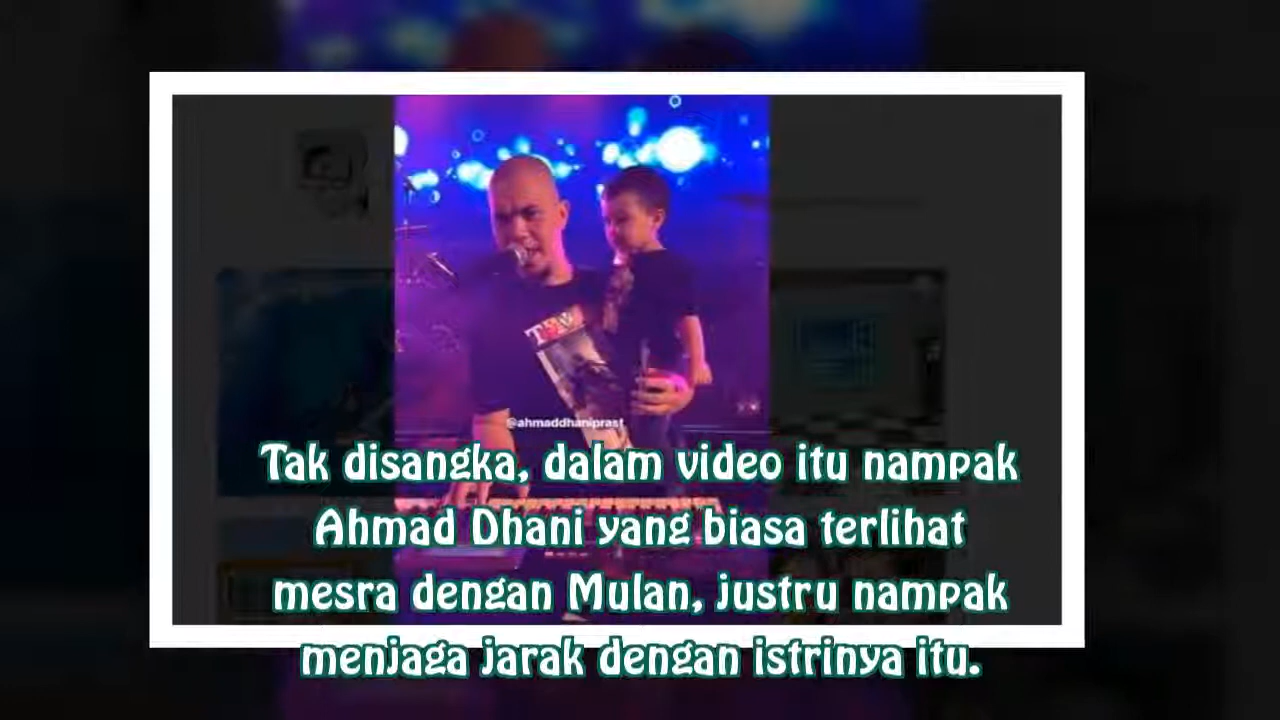 @ahmaddhaniprast
Tak disangka, dalam video itu nampak
Ahmad Dhani yang biasa terlihat
mesra dengan Mulan, justru nampak
menjaga jarak dengan istrinya itu.